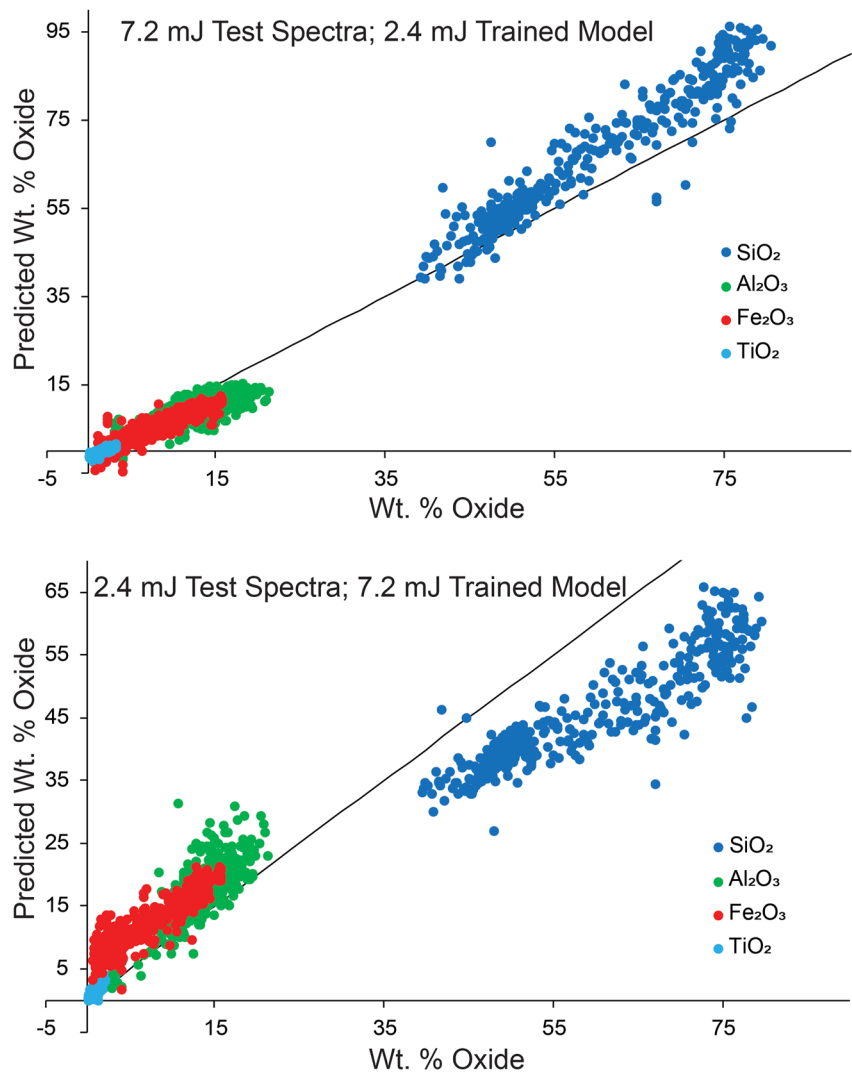 7.2 mJ Test Spectra; 2.4 mJ Trained Model
Predicted Wt. % Oxide
95
75
55
35
15
-5
15
35
55
75
Wt. % Oxide
SiO₂
Al₂O₃
Fe₂O₃
TiO₂
2.4 mJ Test Spectra; 7.2 mJ Trained Model
Predicted Wt. % Oxide
65
55
45
35
25
15
5
-5
15
35
55
75
Wt. % Oxide
SiO₂
Al₂O₃
Fe₂O₃
TiO₂